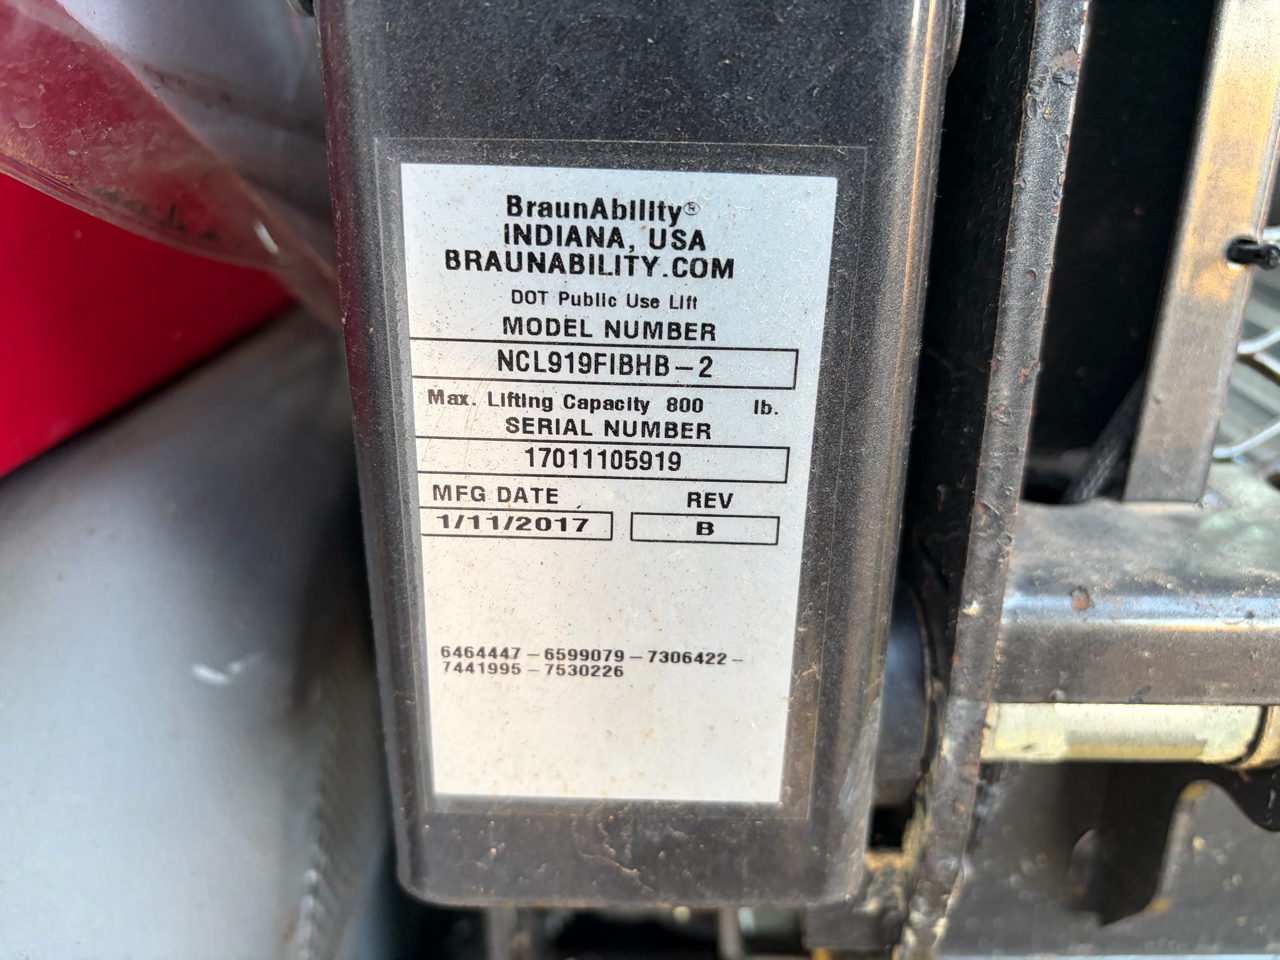 BraunAbility®
INDIANA, USA
BRAUNABILITY.COM
DOT Public Use Lift
MODEL NUMBER
NCL919FIBHB-2
Max. Lifting Capacity 800 lb.
SERIAL NUMBER
17011105919
MFG DATE REV
1/11/2017 B
6464447-6599079-7306422-
7441995-7530226